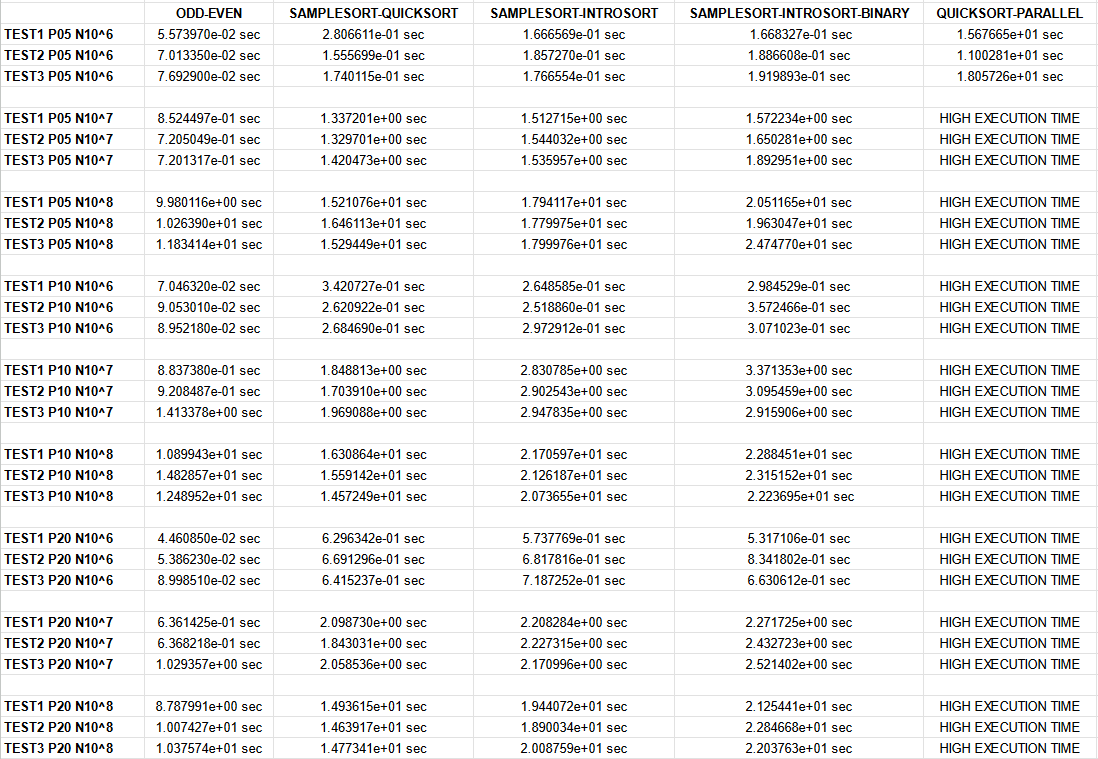 ODD-EVEN SAMPLESORT-QUICKSORT SAMPLESORT-INTROSORT SAMPLESORT-INTROSORT-BINARY QUICKSORT-PARALLEL
TEST1 P05 N10^6 5.573970e-02 sec 2.806611e-01 sec 1.666569e-01 sec 1.668327e-01 sec 1.567665e+01 sec
TEST2 P05 N10^6 7.013350e-02 sec 1.555699e-01 sec 1.857270e-01 sec 1.886608e-01 sec 1.100281e+01 sec
TEST3 P05 N10^6 7.692900e-02 sec 1.740115e-01 sec 1.766554e-01 sec 1.919893e-01 sec 1.805726e+01 sec
TEST1 P05 N10^7 8.524497e-01 sec 1.337201e+00 sec 1.512715e+00 sec 1.572234e+00 sec HIGH EXECUTION TIME
TEST2 P05 N10^7 7.205049e-01 sec 1.329701e+00 sec 1.544032e+00 sec 1.650281e+00 sec HIGH EXECUTION TIME
TEST3 P05 N10^7 7.201317e-01 sec 1.420473e+00 sec 1.535957e+00 sec 1.892951e+00 sec HIGH EXECUTION TIME
TEST1 P05 N10^8 9.980116e+00 sec 1.521076e+01 sec 1.794117e+01 sec 2.051165e+01 sec HIGH EXECUTION TIME
TEST2 P05 N10^8 1.026390e+01 sec 1.646113e+01 sec 1.779975e+01 sec 1.963047e+01 sec HIGH EXECUTION TIME
TEST3 P05 N10^8 1.183414e+01 sec 1.529449e+01 sec 1.799976e+01 sec 2.474770e+01 sec HIGH EXECUTION TIME
TEST1 P10 N10^6 7.046320e-02 sec 3.420727e-01 sec 2.648585e-01 sec 2.984529e-01 sec HIGH EXECUTION TIME
TEST2 P10 N10^6 9.053010e-02 sec 2.620922e-01 sec 2.518860e-01 sec 3.572466e-01 sec HIGH EXECUTION TIME
TEST3 P10 N10^6 8.952180e-02 sec 2.684690e-01 sec 2.972912e-01 sec 3.071023e-01 sec HIGH EXECUTION TIME
TEST1 P10 N10^7 8.837380e-01 sec 1.848813e+00 sec 2.830785e+00 sec 3.371353e+00 sec HIGH EXECUTION TIME
TEST2 P10 N10^7 9.208487e-01 sec 1.703910e+00 sec 2.902543e+00 sec 3.095459e+00 sec HIGH EXECUTION TIME
TEST3 P10 N10^7 1.413378e+00 sec 1.969088e+00 sec 2.947835e+00 sec 2.915906e+00 sec HIGH EXECUTION TIME
TEST1 P10 N10^8 1.089943e+01 sec 1.630864e+01 sec 2.170597e+01 sec 2.288451e+01 sec HIGH EXECUTION TIME
TEST2 P10 N10^8 1.482857e+01 sec 1.559142e+01 sec 2.126187e+01 sec 2.315152e+01 sec HIGH EXECUTION TIME
TEST3 P10 N10^8 1.248952e+01 sec 1.457249e+01 sec 2.073655e+01 sec 2.223695e+01 sec HIGH EXECUTION TIME
TEST1 P20 N10^6 4.460850e-02 sec 6.296342e-01 sec 5.737769e-01 sec 5.317106e-01 sec HIGH EXECUTION TIME
TEST2 P20 N10^6 5.386230e-02 sec 6.691296e-01 sec 6.817816e-01 sec 8.341802e-01 sec HIGH EXECUTION TIME
TEST3 P20 N10^6 8.998510e-02 sec 6.415237e-01 sec 7.187252e-01 sec 6.630612e-01 sec HIGH EXECUTION TIME
TEST1 P20 N10^7 6.361425e-01 sec 2.098730e+00 sec 2.208284e+00 sec 2.271725e+00 sec HIGH EXECUTION TIME
TEST2 P20 N10^7 6.368218e-01 sec 1.843031e+00 sec 2.227315e+00 sec 2.432723e+00 sec HIGH EXECUTION TIME
TEST3 P20 N10^7 1.029357e+00 sec 2.058536e+00 sec 2.170996e+00 sec 2.521402e+00 sec HIGH EXECUTION TIME
TEST1 P20 N10^8 8.787991e+00 sec 1.493615e+01 sec 1.944072e+01 sec 2.125441e+01 sec HIGH EXECUTION TIME
TEST2 P20 N10^8 1.007427e+01 sec 1.463917e+01 sec 1.890034e+01 sec 2.284668e+01 sec HIGH EXECUTION TIME
TEST3 P20 N10^8 1.037574e+01 sec 1.477341e+01 sec 2.008759e+01 sec 2.203763e+01 sec HIGH EXECUTION TIME